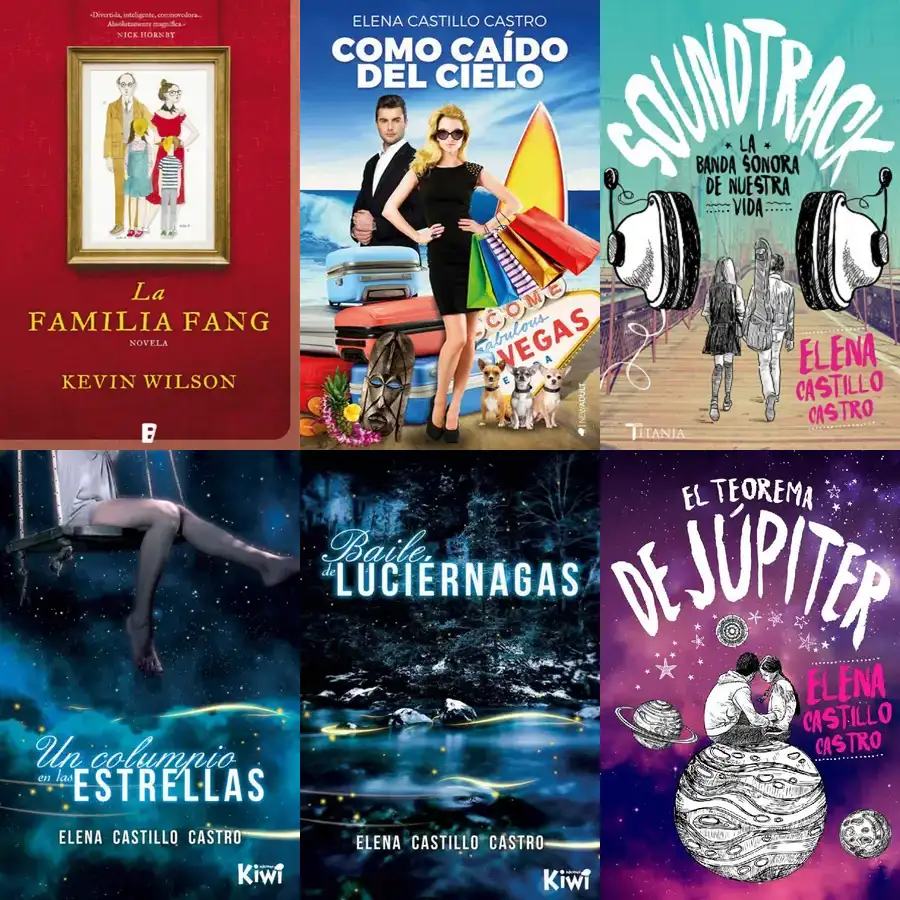 «Divertida, inteligente, conmovedora...
Absolutamente magnífica.»
NICK HORNBY
La
FAMILIA FANG
NOVELA
KEVIN WILSON
B
ELENA CASTILLO CASTRO
COMO CAÍDO
DEL CIELO
COME
Fabulous
VEGAS
NEWADULT
SOUNDTRACK
LA
BANDA SONORA
DE NUESTRA
VIDA
ELENA
CASTILLO
CASTRO
TITANIA
Un columpio
en las ESTRELLAS
ELENA CASTILLO CASTRO
Kiwi
Baile
de LUCIÉRNAGAS
ELENA CASTILLO CASTRO
Kiwi
EL TEOREMA
DE JÚPITER
ELENA
CASTILLO
CASTRO